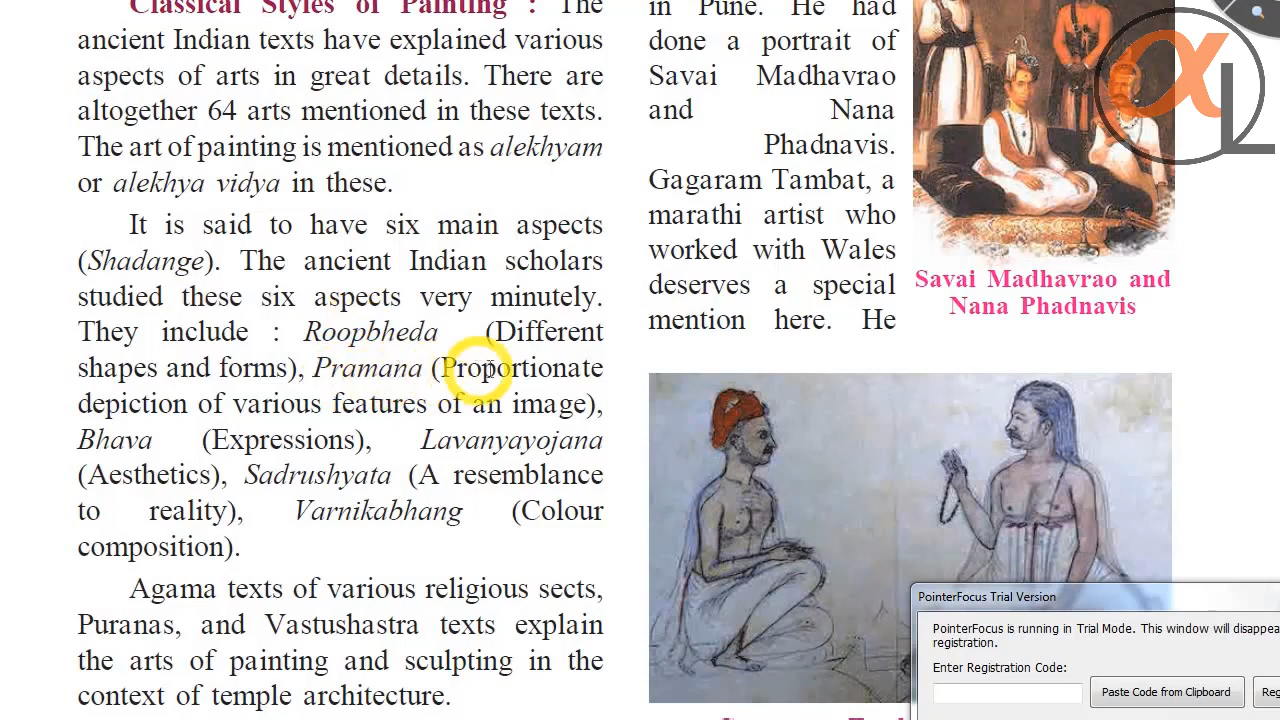 Classical Styles of Painting : The
ancient Indian texts have explained various
aspects of arts in great details. There are
altogether 64 arts mentioned in these texts.
The art of painting is mentioned as alekhyam
or alekhya vidya in these.
It is said to have six main aspects
(Shadange). The ancient Indian scholars
studied these six aspects very minutely.
They include : Roopbheda (Different
shapes and forms), Pramana (Proportionate
depiction of various features of an image),
Bhava (Expressions), Lavanyayojana
(Aesthetics), Sadrushyata (A resemblance
to reality), Varnikabhang (Colour
composition).
Agama texts of various religious sects,
Puranas, and Vastushastra texts explain
the arts of painting and sculpting in the
context of temple architecture.
in Pune. He had
done a portrait of
Savai Madhavrao
and Nana
Phadnavis.
Gagaram Tambat, a
marathi artist who
worked with Wales
deserves a special
mention here. He
αL
Savai Madhavrao and
Nana Phadnavis
PointerFocus Trial Version
PointerFocus is running in Trial Mode. This window will disappea
registration.
Enter Registration Code:
Paste Code from Clipboard
Reg